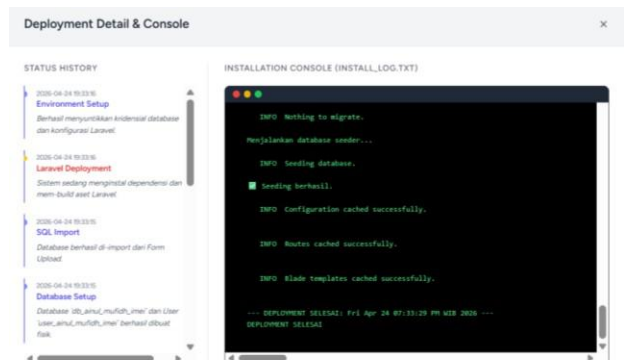 Deployment Detail & Console
×
STATUS HISTORY
2026-04-24 19:33:16
Environment Setup
Berhasil menyuntikkan kridensial database
dan konfigurasi Laravel.
2026-04-24 19:33:16
Laravel Deployment
Sistem sedang menginstal dependensi dan
mem-build aset Laravel.
2026-04-24 19:33:15
SQL Import
Database berhasil di-import dari Form
Upload.
2026-04-24 19:33:15
Database Setup
Database 'db_ainul_mufidh_imei' dan User
'user_ainul_mufidh_imei' berhasil dibuat
fisik.
INSTALLATION CONSOLE (INSTALL_LOG.TXT)
INFO Nothing to migrate.
Menjalankan database seeder...
INFO Seeding database.
✅ Seeding berhasil.
INFO Configuration cached successfully.
INFO Routes cached successfully.
INFO Blade templates cached successfully.
--- DEPLOYMENT SELESAI: Fri Apr 24 07:33:29 PM WIB 2026 ---
DEPLOYMENT SELESAI